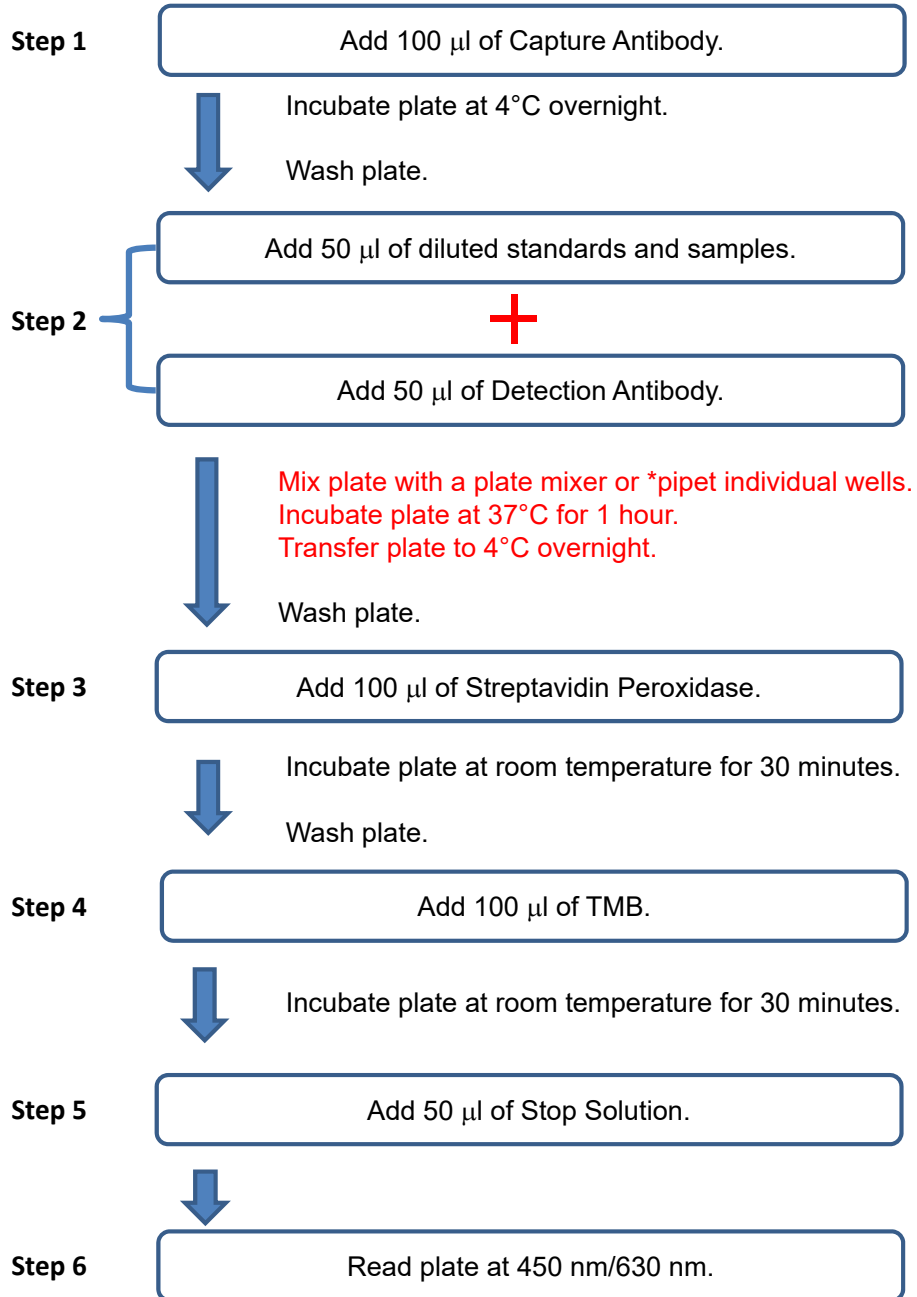 Step 1
Add 100 μl of Capture Antibody.
Incubate plate at 4°C overnight.
Wash plate.
Add 50 μl of diluted standards and samples.
Step 2
+
Add 50 μl of Detection Antibody.
Mix plate with a plate mixer or *pipet individual wells.
Incubate plate at 37°C for 1 hour.
Transfer plate to 4°C overnight.
Wash plate.
Step 3
Add 100 μl of Streptavidin Peroxidase.
Incubate plate at room temperature for 30 minutes.
Wash plate.
Step 4
Add 100 μl of TMB.
Incubate plate at room temperature for 30 minutes.
Step 5
Add 50 μl of Stop Solution.
Step 6
Read plate at 450 nm/630 nm.